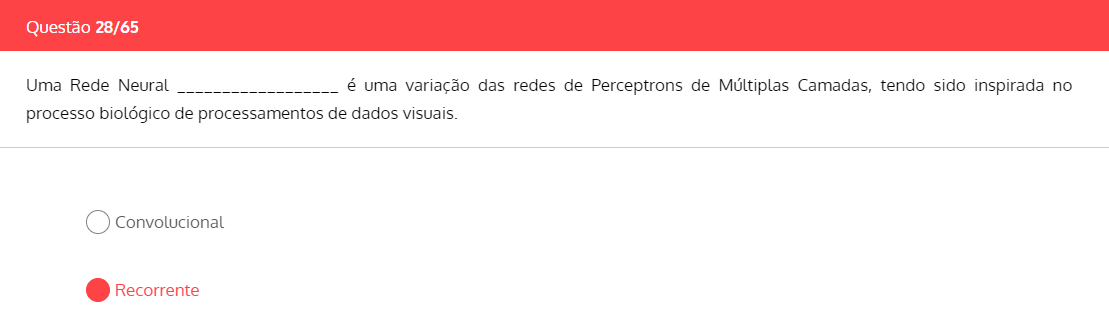 Questão 28/65
Uma Rede Neural __________________ é uma variação das redes de Perceptrons de Múltiplas Camadas, tendo sido inspirada no
processo biológico de processamentos de dados visuais.
Convolucional
Recorrente